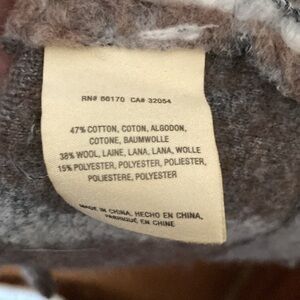 RN# 86170 CA# 32054
47% COTTON, COTON, ALGODON,
COTONE, BAUMWOLLE
38% WOOL, LAINE, LANA, LANA, WOLLE
15% POLYESTER, POLYESTER, POLIESTER,
POLIESTERE, POLYESTER
MADE IN CHINA, HECHO EN CHINA,
FABRIQUÉ EN CHINE